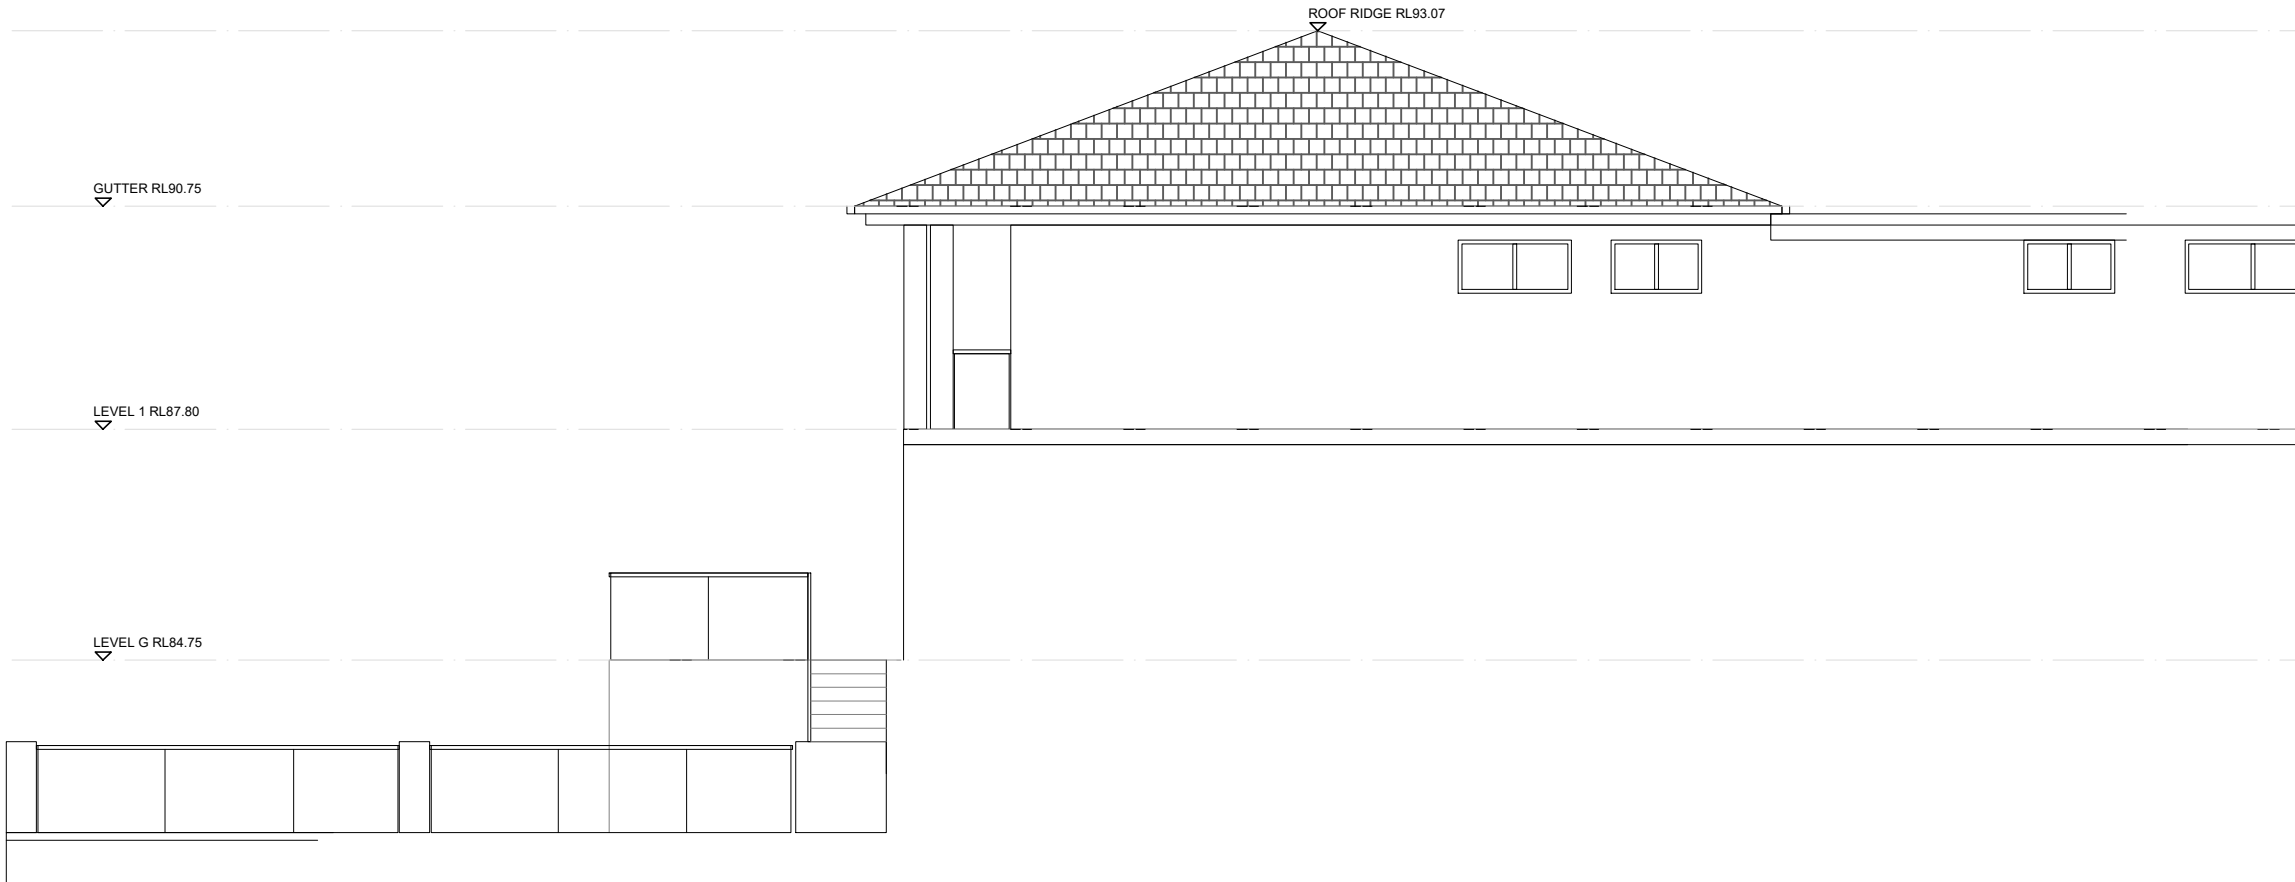 ROOF RIDGE RL93.07
GUTTER RL90.75
LEVEL 1 RL87.80
LEVEL G RL84.75